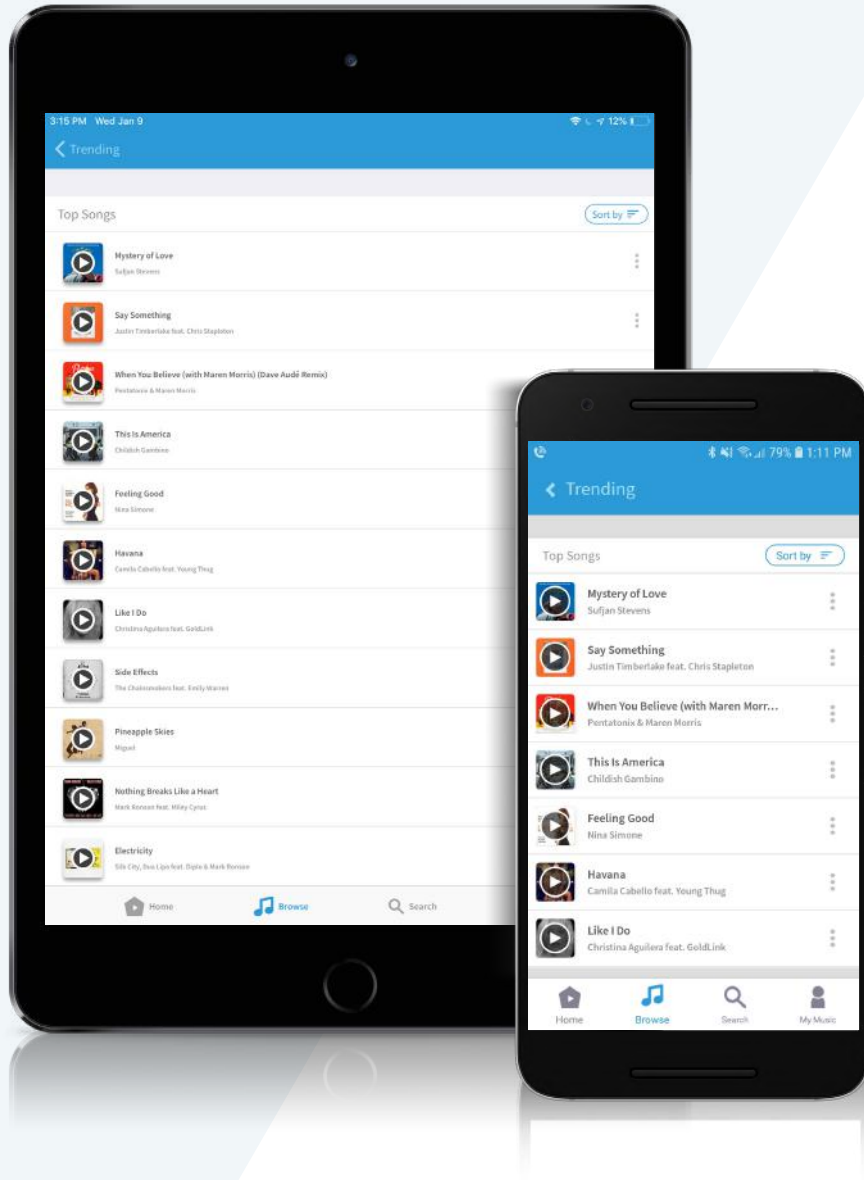 3:15 PM Wed Jan 9
12%
Trending
Top Songs
Sort by
Mystery of Love
Sufjan Stevens
Say Something
Justin Timberlake feat. Chris Stapleton
When You Believe (with Maren Morris) (Dave Audé Remix)
Pentatonix & Maren Morris
This Is America
Childish Gambino
Feeling Good
Nina Simone
Havana
Camila Cabello feat. Young Thug
Like I Do
Christina Aguilera feat. GoldLink
Side Effects
The Chainsmokers feat. Emily Warren
Pineapple Skies
Miguel
Nothing Breaks Like a Heart
Mark Ronson feat. Miley Cyrus
Electricity
Silk City, Dua Lipa feat. Diplo & Mark Ronson
Home
Browse
Search
79% 1:11 PM
Trending
Top Songs
Sort by
Mystery of Love
Sufjan Stevens
Say Something
Justin Timberlake feat. Chris Stapleton
When You Believe (with Maren Morr...
Pentatonix & Maren Morris
This Is America
Childish Gambino
Feeling Good
Nina Simone
Havana
Camila Cabello feat. Young Thug
Like I Do
Christina Aguilera feat. GoldLink
Home
Browse
Search
My Music